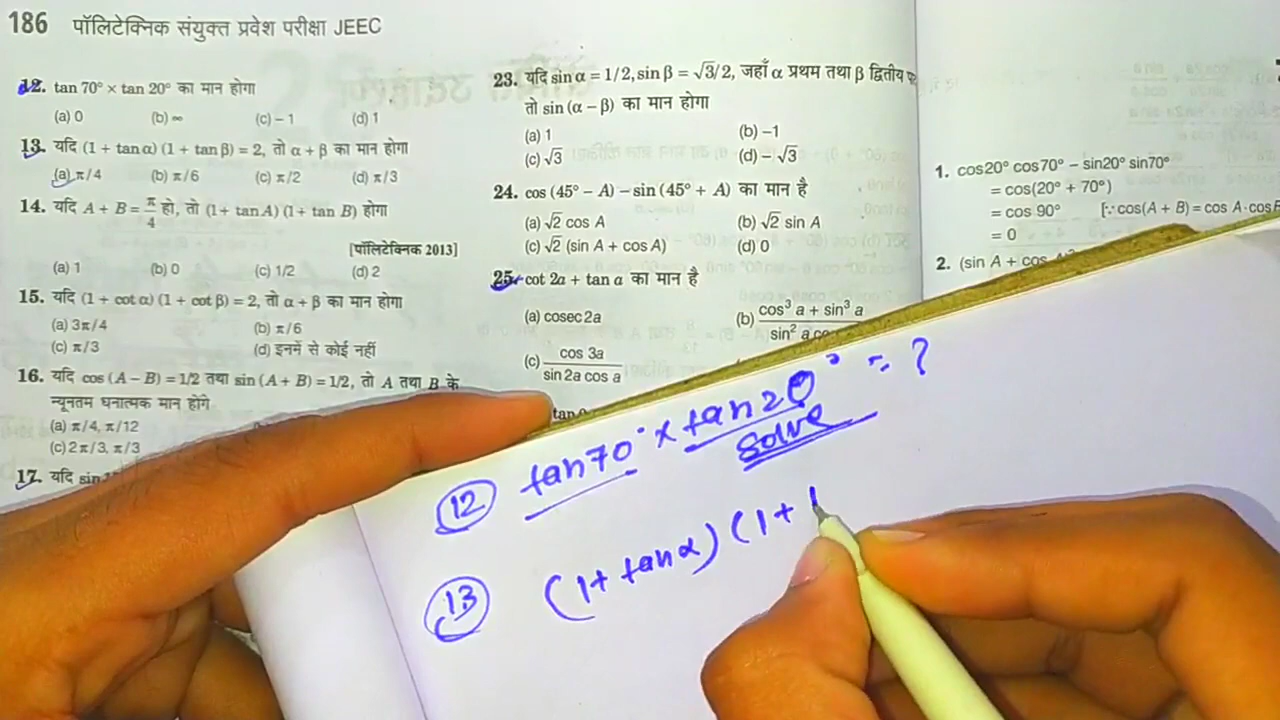 186 पॉलिटेक्निक संयुक्त प्रवेश परीक्षा JEEC
12. tan 70° × tan 20° का मान होगा
(a) 0 (b) ∞ (c) – 1 (d) 1
13. यदि (1 + tan α) (1 + tan β) = 2, तो α + β का मान होगा
(a) π/4 (b) π/6 (c) π/2 (d) π/3
14. यदि A + B = π/4 हो, तो (1 + tan A) (1 + tan B) होगा
[पॉलिटेक्निक 2013]
(a) 1 (b) 0 (c) 1/2 (d) 2
15. यदि (1 + cot α) (1 + cot β) = 2, तो α + β का मान होगा
(a) 3π/4 (b) π/6
(c) π/3 (d) इनमें से कोई नहीं
16. यदि cos (A – B) = 1/2 तथा sin (A + B) = 1/2, तो A तथा B के
न्यूनतम घनात्मक मान होंगे
(a) π/4, π/12
(c) 2π/3, π/3
17. यदि sin
23. यदि sin α = 1/2, sin β = √3/2, जहाँ α प्रथम तथा β द्वितीय
तो sin (α – β) का मान होगा
(a) 1 (b) –1
(c) √3 (d) – √3
24. cos (45° – A) – sin (45° + A) का मान है
(a) √2 cos A (b) √2 sin A
(c) √2 (sin A + cos A) (d) 0
25. cot 2a + tan a का मान है
(a) cosec 2a (b) cos³ a + sin³ a / sin² a
(c) cos 3a / sin 2a cos a
tan
1. cos20° cos70° – sin20° sin70°
= cos(20° + 70°)
= cos 90° [∵ cos(A + B) = cos A·cos
= 0
2. (sin A + cos
(12) tan70° × tan20° = ?
Solve
(13) (1 + tanα) (1 +